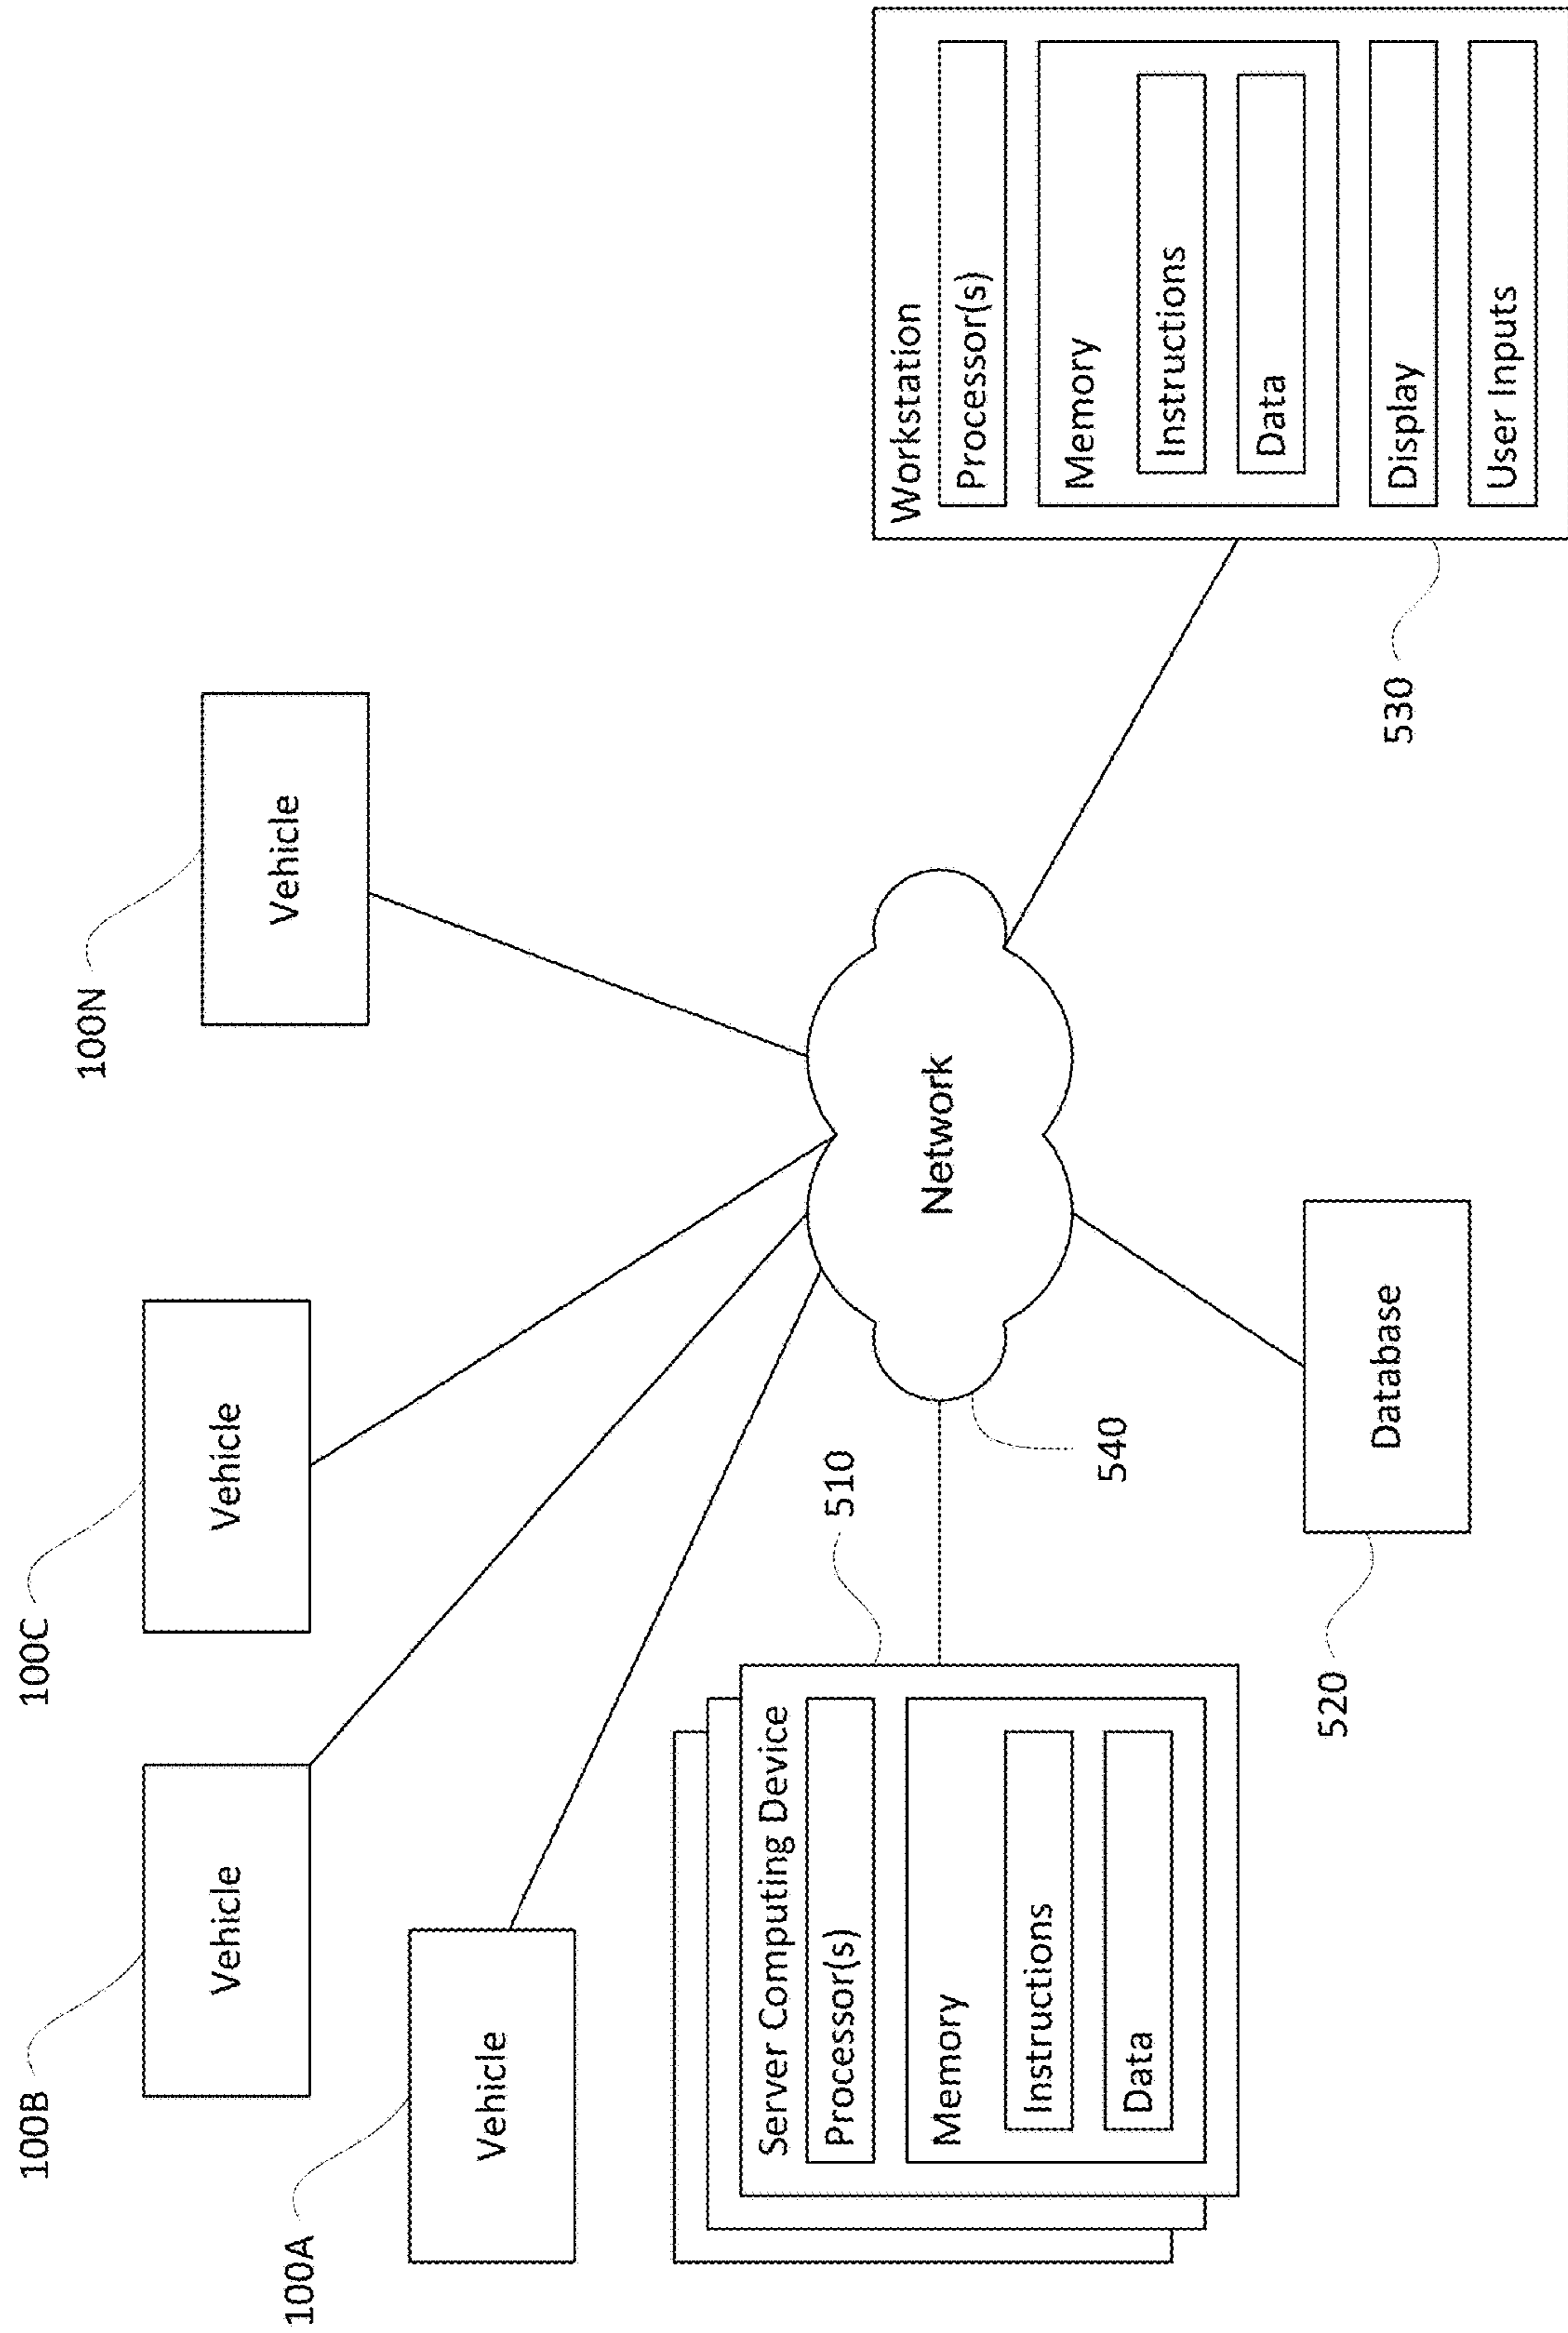 100A
Vehicle
100B
Vehicle
100C
Vehicle
100N
Vehicle
Server Computing Device
Processor(s)
Memory
Instructions
Data
510
Network
540
Database
520
Workstation
Processor(s)
Memory
Instructions
Data
Display
User Inputs
530